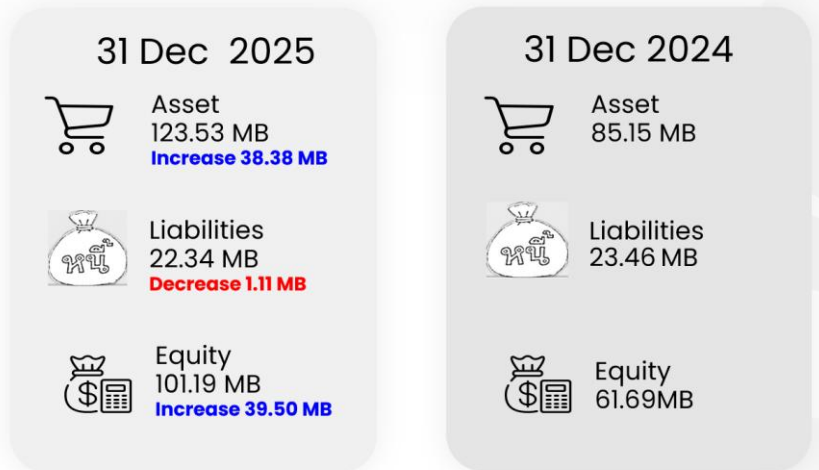 31 Dec 2025
Asset
123.53 MB
Increase 38.38 MB
หนี้
Liabilities
22.34 MB
Decrease 1.11 MB
$
Equity
101.19 MB
Increase 39.50 MB
31 Dec 2024
Asset
85.15 MB
หนี้
Liabilities
23.46 MB
$
Equity
61.69MB